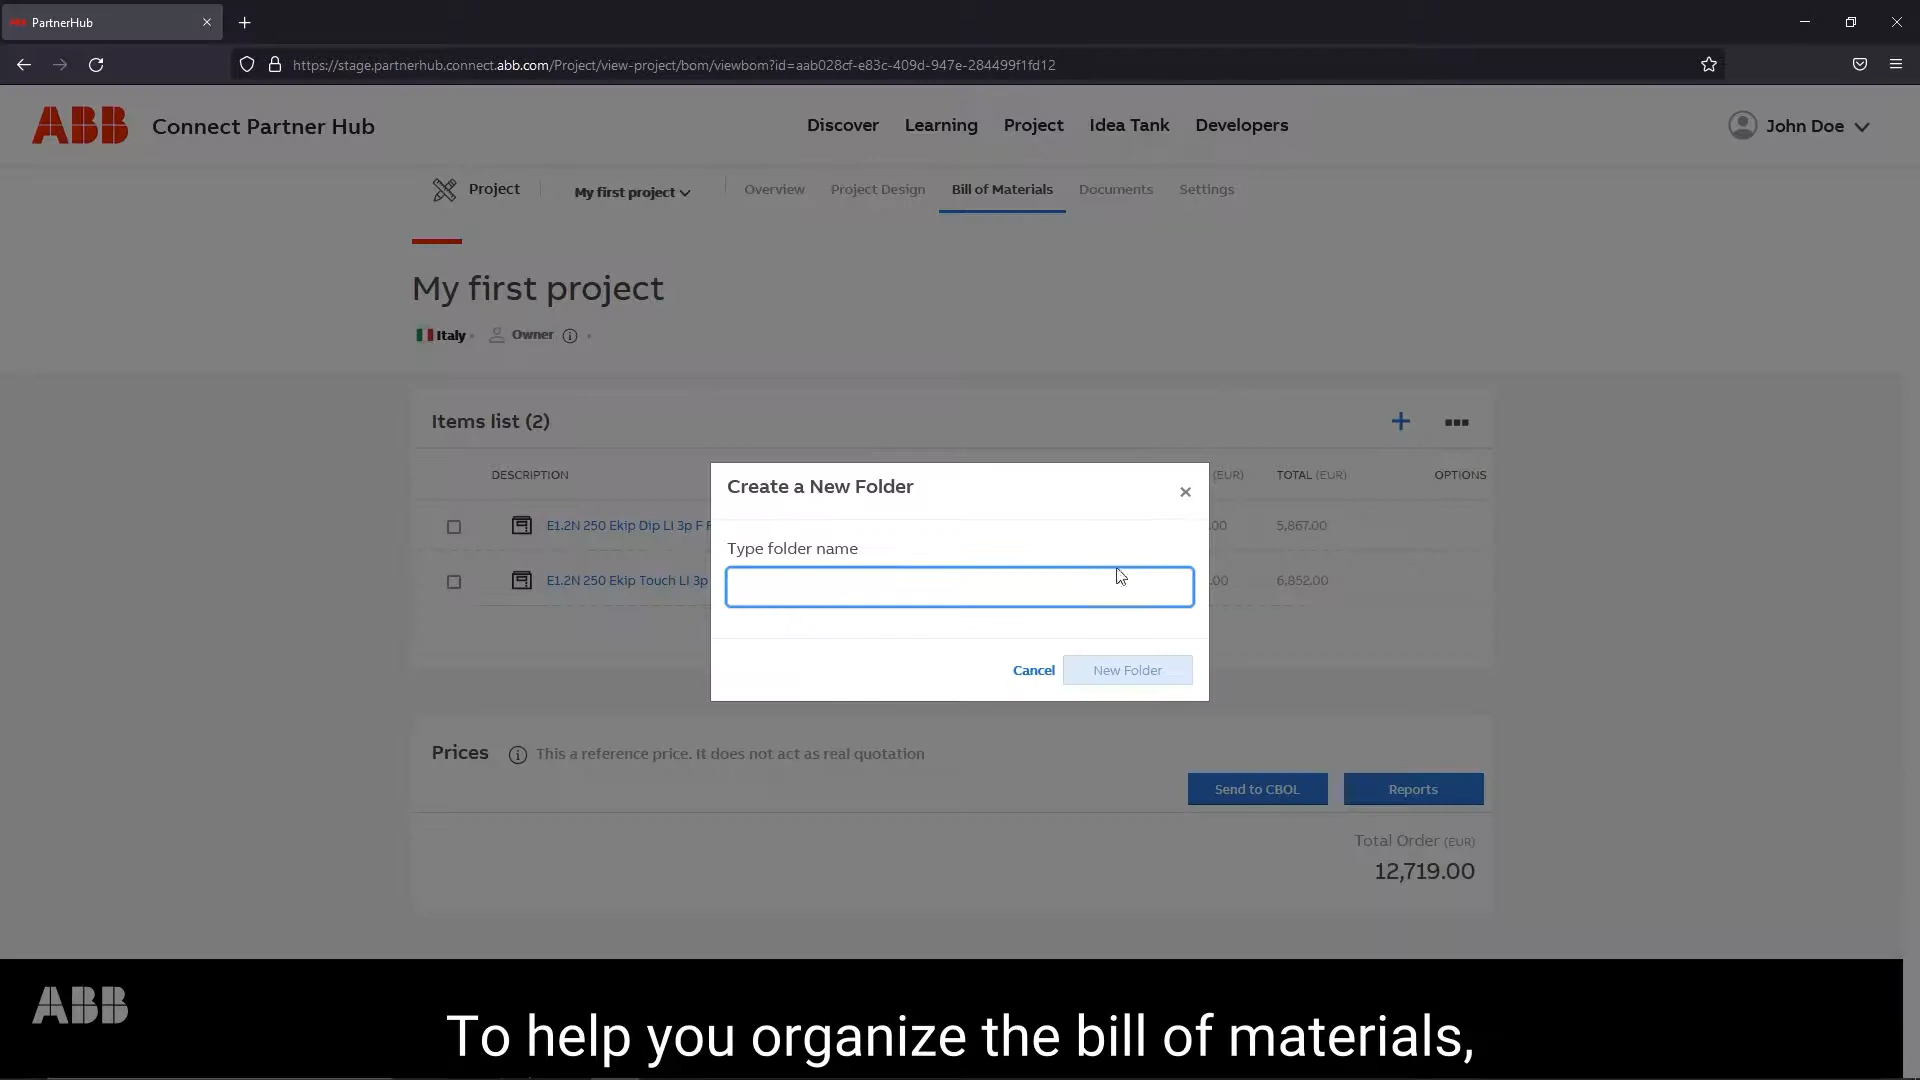 PartnerHub
https://stage.partnerhub.connect.abb.com/Project/view-project/bom/viewbom?id=aab028cf-e83c-409d-947e-284499f1fd12
ABB Connect Partner Hub Discover Learning Project Idea Tank Developers John Doe
Project My first project Overview Project Design Bill of Materials Documents Settings
My first project
Italy Owner
Items list (2)
DESCRIPTION (EUR) TOTAL (EUR) OPTIONS
E1.2N 250 Ekip Dip LI 3p F .00 5,867.00
E1.2N 250 Ekip Touch LI 3p .00 6,852.00
Create a New Folder
Type folder name
Cancel New Folder
Prices This a reference price. It does not act as real quotation
Send to CBOL Reports
Total Order (EUR)
12,719.00
ABB
To help you organize the bill of materials,